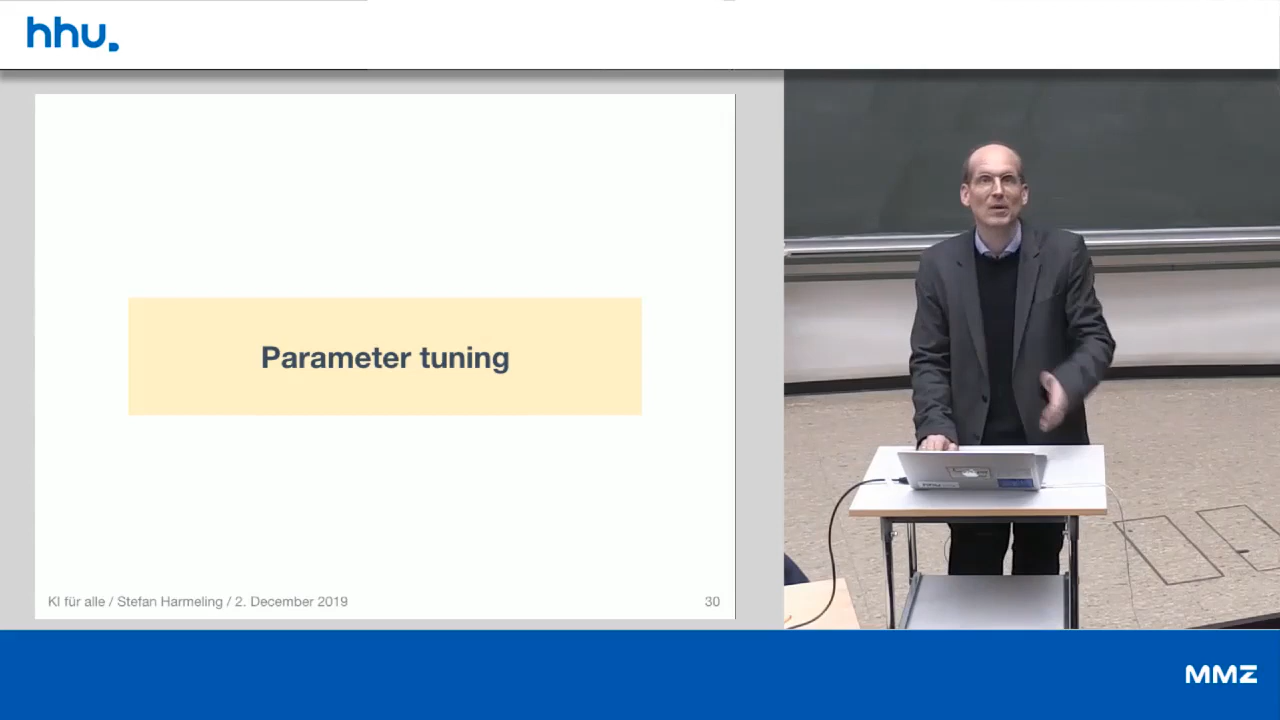 hhu.
Parameter tuning
KI für alle / Stefan Harmeling / 2. December 2019
30
MMZ